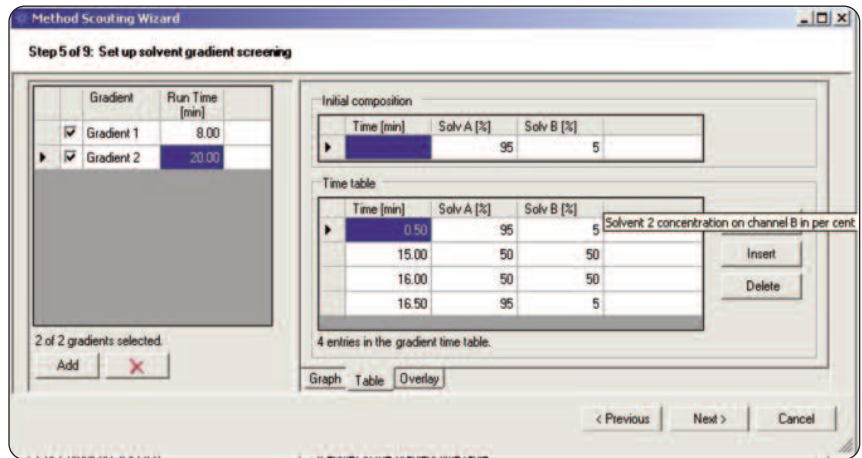 Method Scouting Wizard
Step 5 of 9: Set up solvent gradient screening
Gradient Run Time [min]
Gradient 1 8.00
Gradient 2 20.00
2 of 2 gradients selected.
Add
Initial composition
Time [min] Solv A [%] Solv B [%]
95 5
Time table
Time [min] Solv A [%] Solv B [%]
0.50 95 5
Solvent 2 concentration on channel B in per cent
15.00 50 50
16.00 50 50
16.50 95 5
Insert
Delete
4 entries in the gradient time table.
Graph Table Overlay
< Previous Next > Cancel